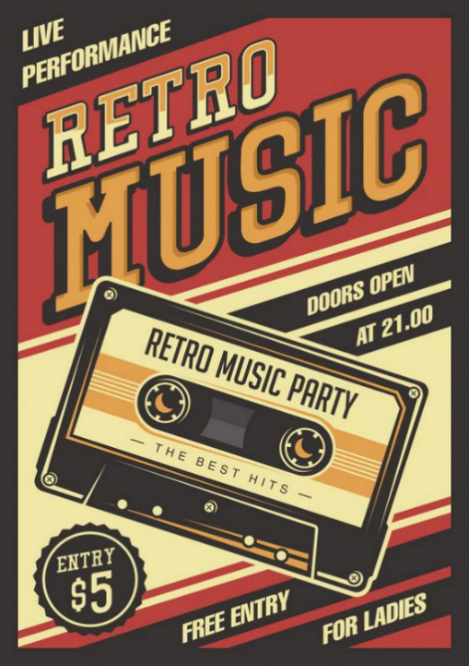 LIVE
PERFORMANCE
RETRO
MUSIC
DOORS OPEN
AT 21.00
RETRO MUSIC PARTY
— THE BEST HITS —
ENTRY
$5
FREE ENTRY
FOR LADIES